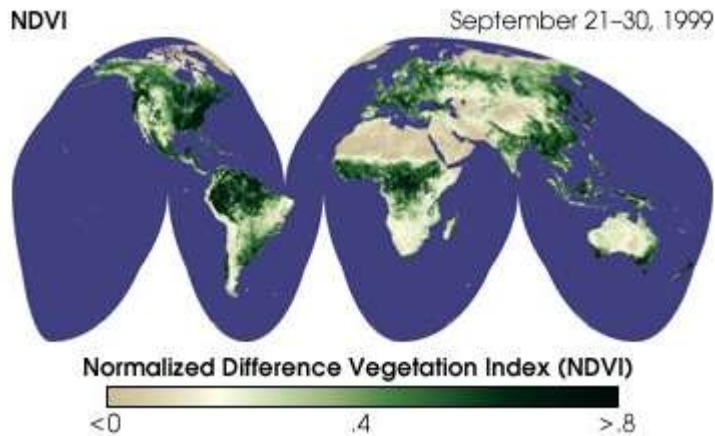 NDVI
September 21–30, 1999
Normalized Difference Vegetation Index (NDVI)
<0 .4 >.8